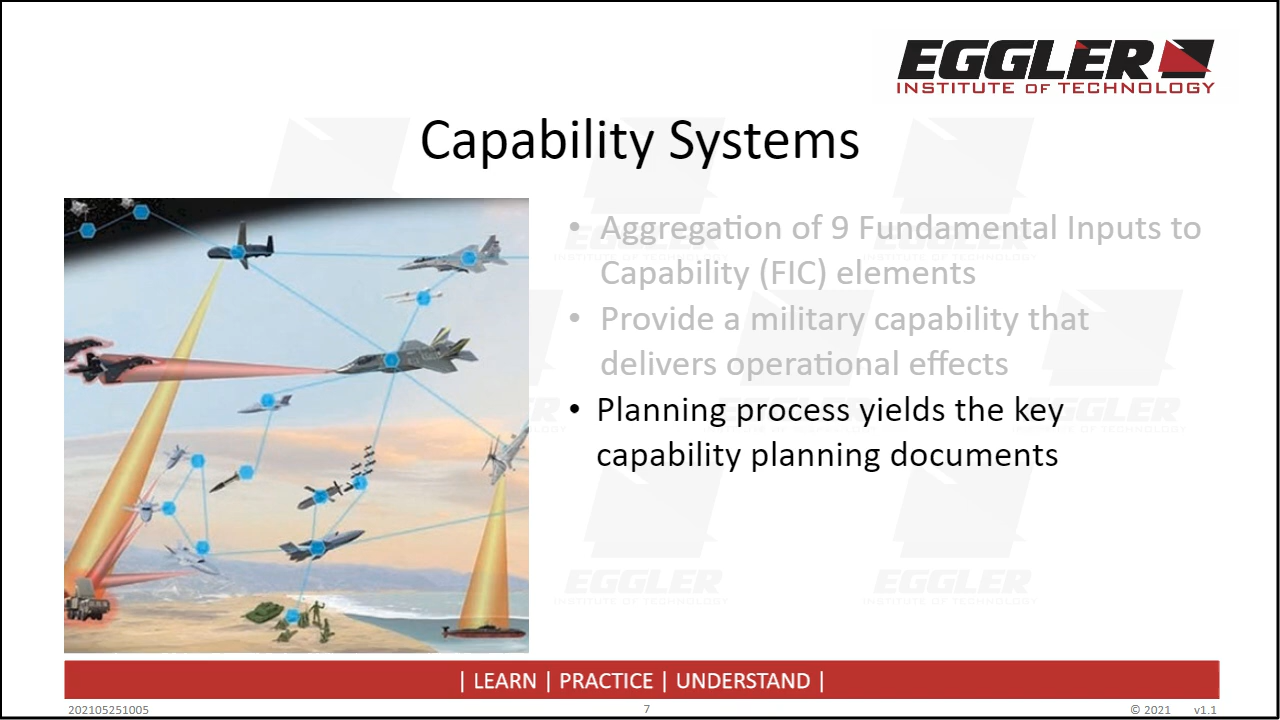 EGGLER
INSTITUTE OF TECHNOLOGY
Capability Systems
• Aggregation of 9 Fundamental Inputs to
Capability (FIC) elements
• Provide a military capability that
delivers operational effects
• Planning process yields the key
capability planning documents
| LEARN | PRACTICE | UNDERSTAND |
202105251005 7 © 2021 v1.1